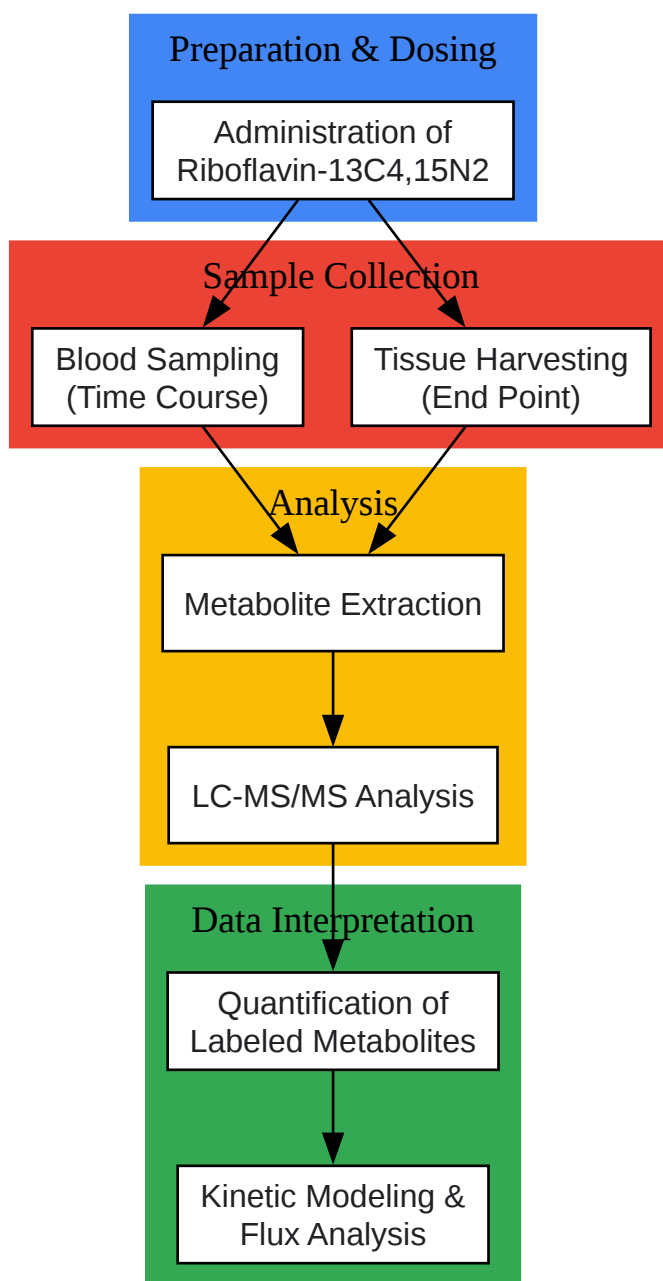 Preparation & Dosing
Administration of
Riboflavin-13C4,15N2
Sample Collection
Blood Sampling
(Time Course)
Tissue Harvesting
(End Point)
Analysis
Metabolite Extraction
LC-MS/MS Analysis
Data Interpretation
Quantification of
Labeled Metabolites
Kinetic Modeling &
Flux Analysis